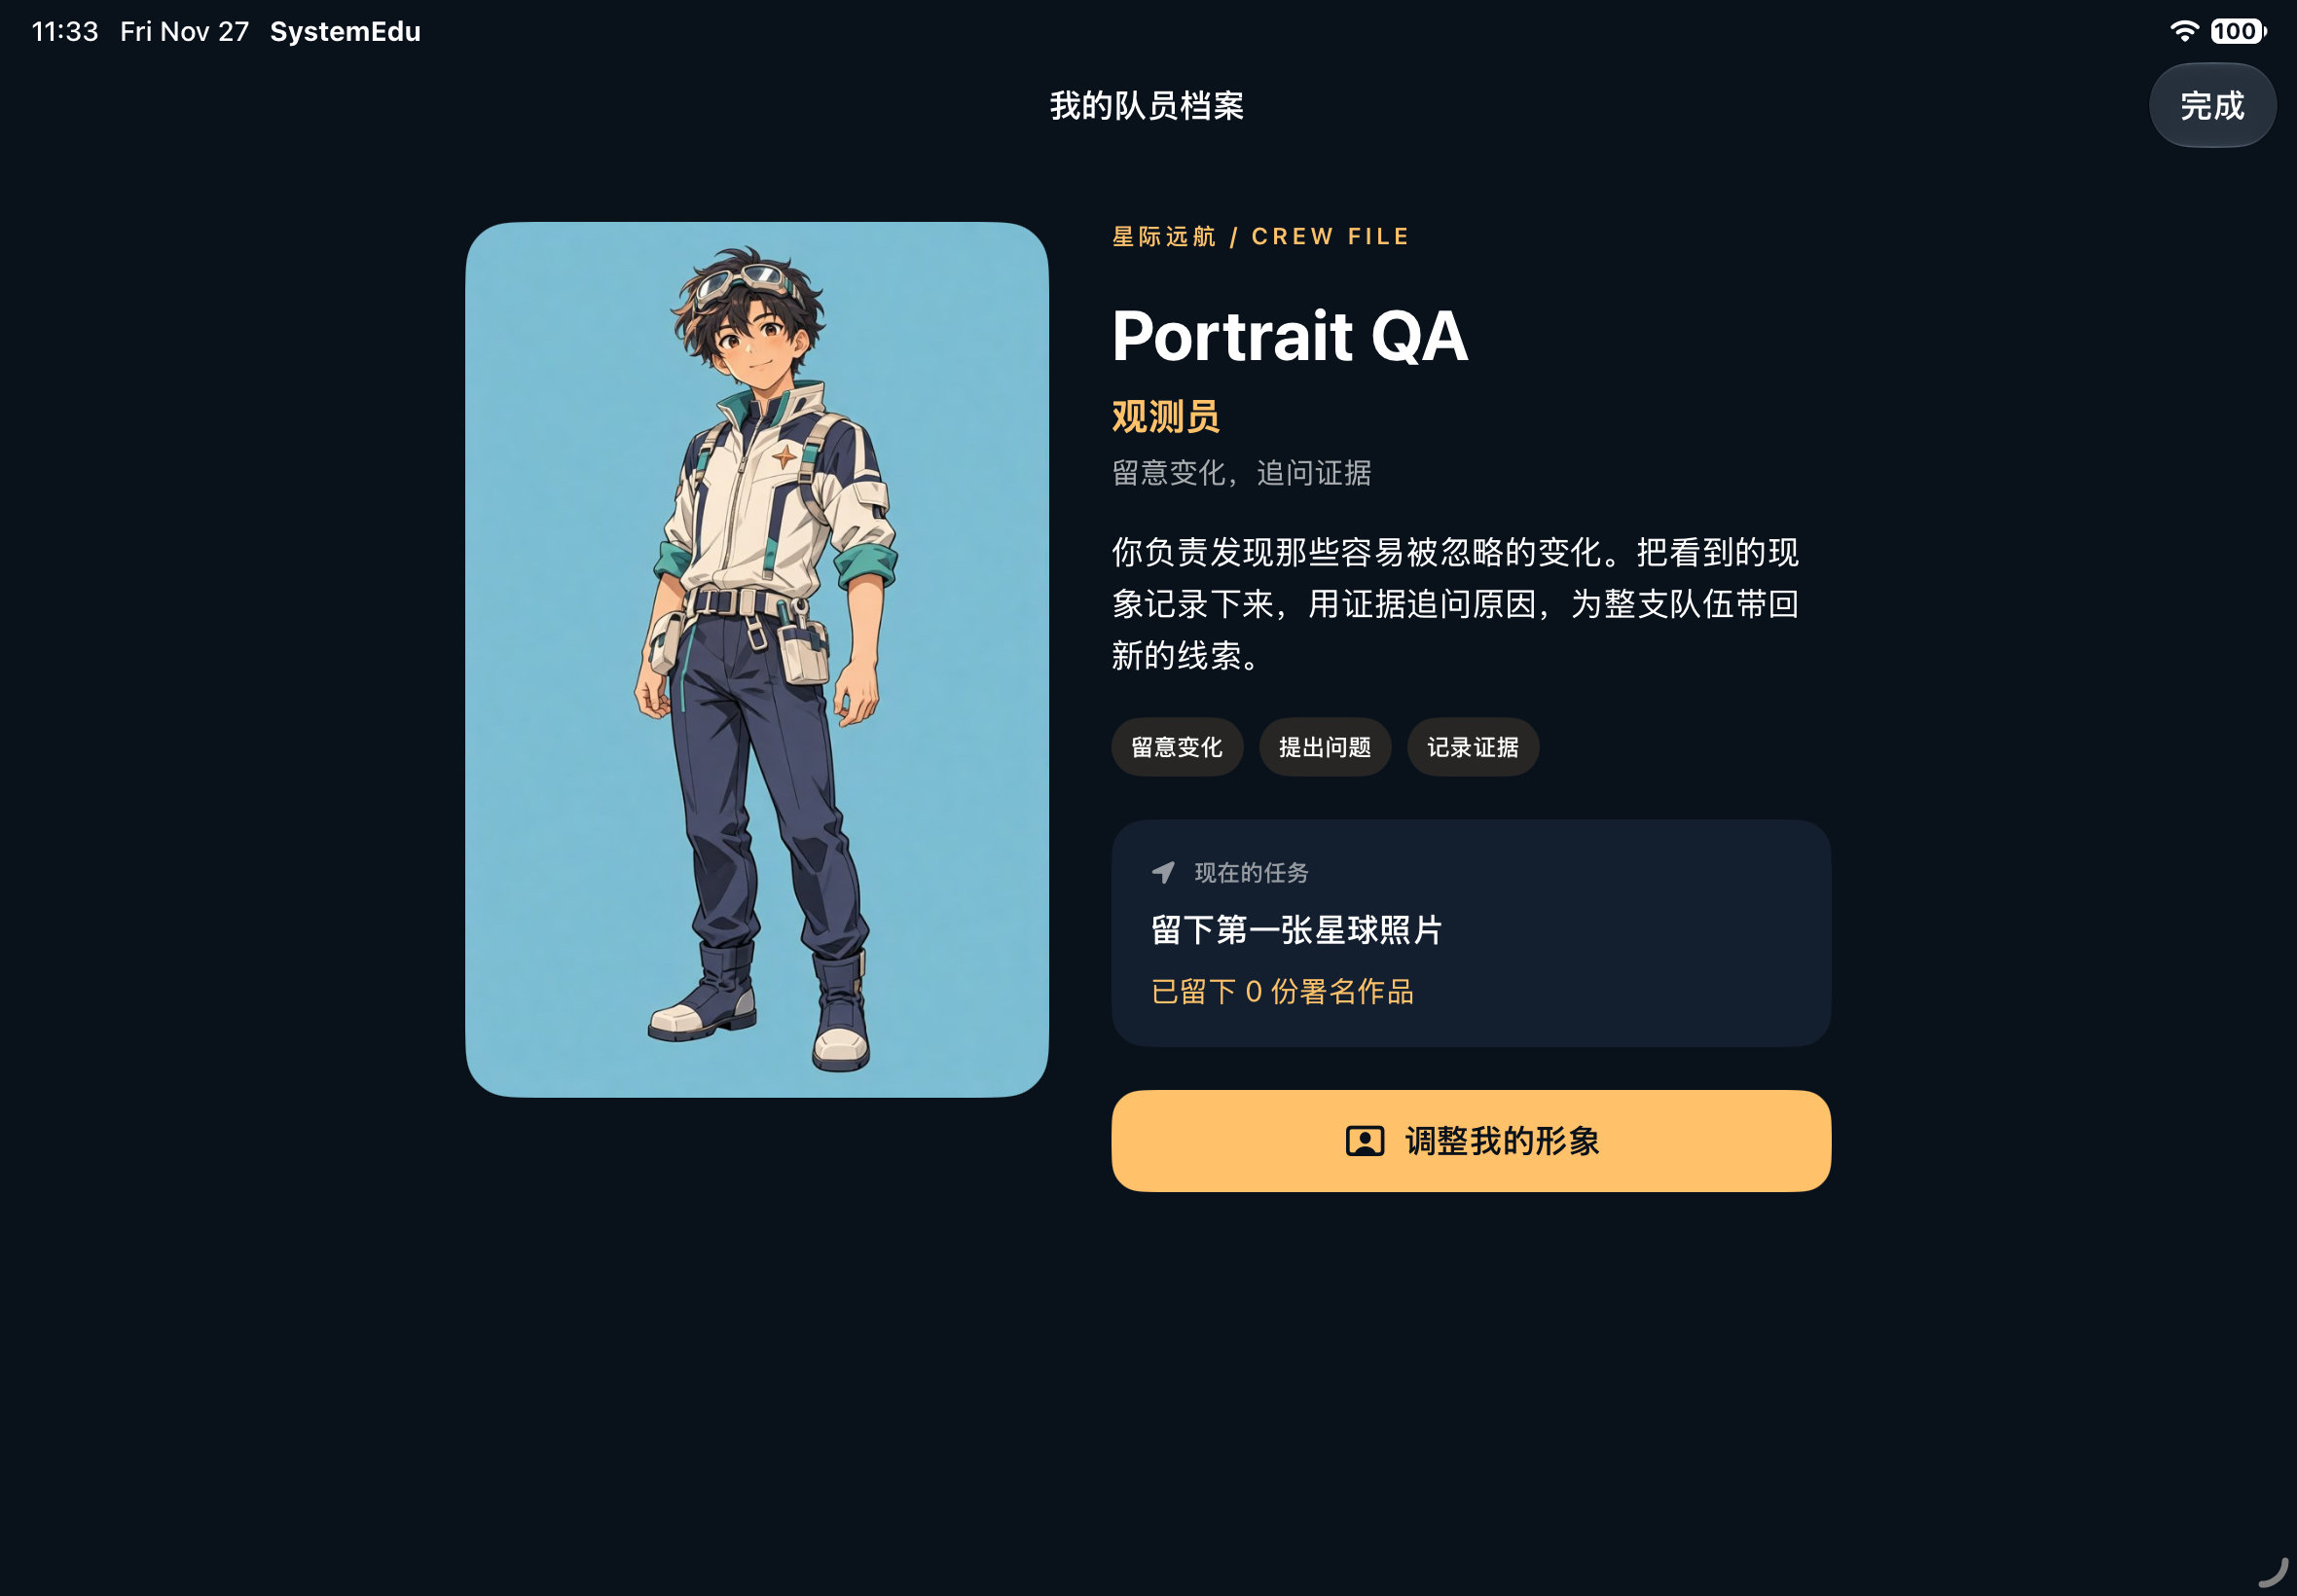 11:33 Fri Nov 27 SystemEdu
100
我的队员档案
完成
星际远航 / CREW FILE
Portrait QA
观测员
留意变化，追问证据
你负责发现那些容易被忽略的变化。把看到的现
象记录下来，用证据追问原因，为整支队伍带回
新的线索。
留意变化 提出问题 记录证据
现在的任务
留下第一张星球照片
已留下 0 份署名作品
调整我的形象